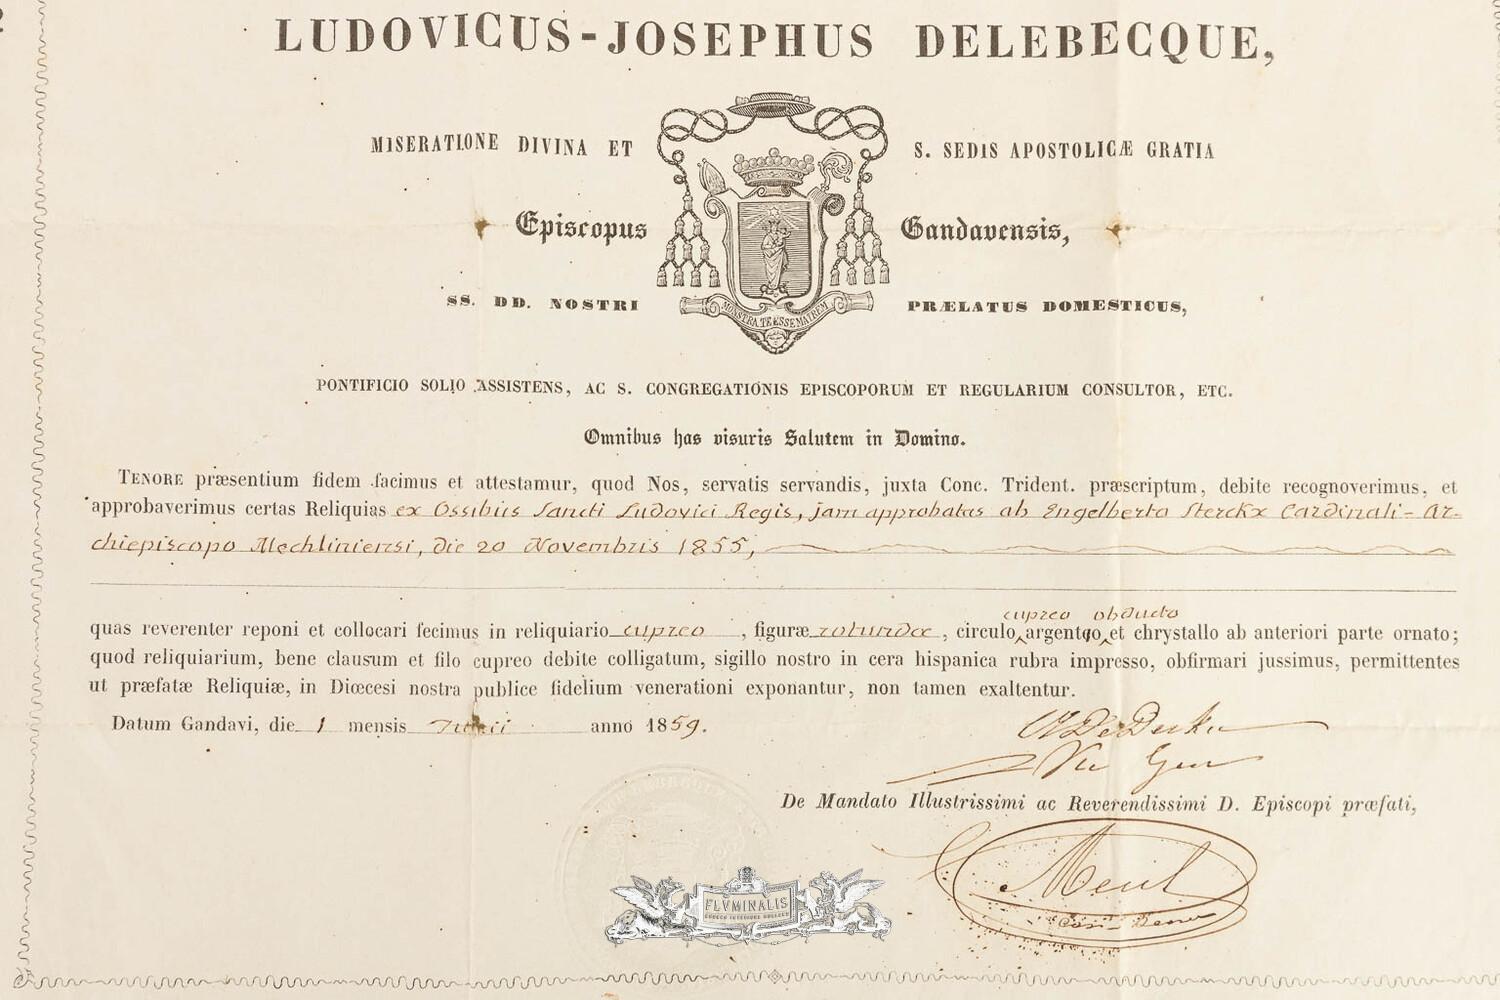 LUDOVICUS-JOSEPHUS DELEBECQUE,
MISERATIONE DIVINA ET S. SEDIS APOSTOLICÆ GRATIA
Episcopus Gandavensis,
SS. DD. NOSTRI PRÆLATUS DOMESTICUS,
MONSTRA TE ESSE MATREM
PONTIFICIO SOLIO ASSISTENS, AC S. CONGREGATIONIS EPISCOPORUM ET REGULARIUM CONSULTOR, ETC.
Omnibus has visuris Salutem in Domino.
TENORE præsentium fidem facimus et attestamur, quod Nos, servatis servandis, juxta Conc. Trident. præscriptum, debite recognoverimus, et
approbaverimus certas Reliquias ex Ossibus Sancti Ludovici Regis, jam approbatas ab Engelberto Sterckx Cardinali-Ar-
chiepiscopo Mechliniensi, die 20 Novembris 1855,
cupreo obducto
quas reverenter reponi et collocari fecimus in reliquiario cupreo, figuræ rotundæ, circulo argenteo et chrystallo ab anteriori parte ornato;
quod reliquiarium, bene clausum et filo cupreo debite colligatum, sigillo nostro in cera hispanica rubra impresso, obfirmari jussimus, permittentes
ut præfatæ Reliquiæ, in Diœcesi nostra publice fidelium venerationi exponantur, non tamen exaltentur.
Datum Gandavi, die 1 mensis anno 1859.
Vic Gen
De Mandato Illustrissimi ac Reverendissimi D. Episcopi præfati,
FLVMINALIS